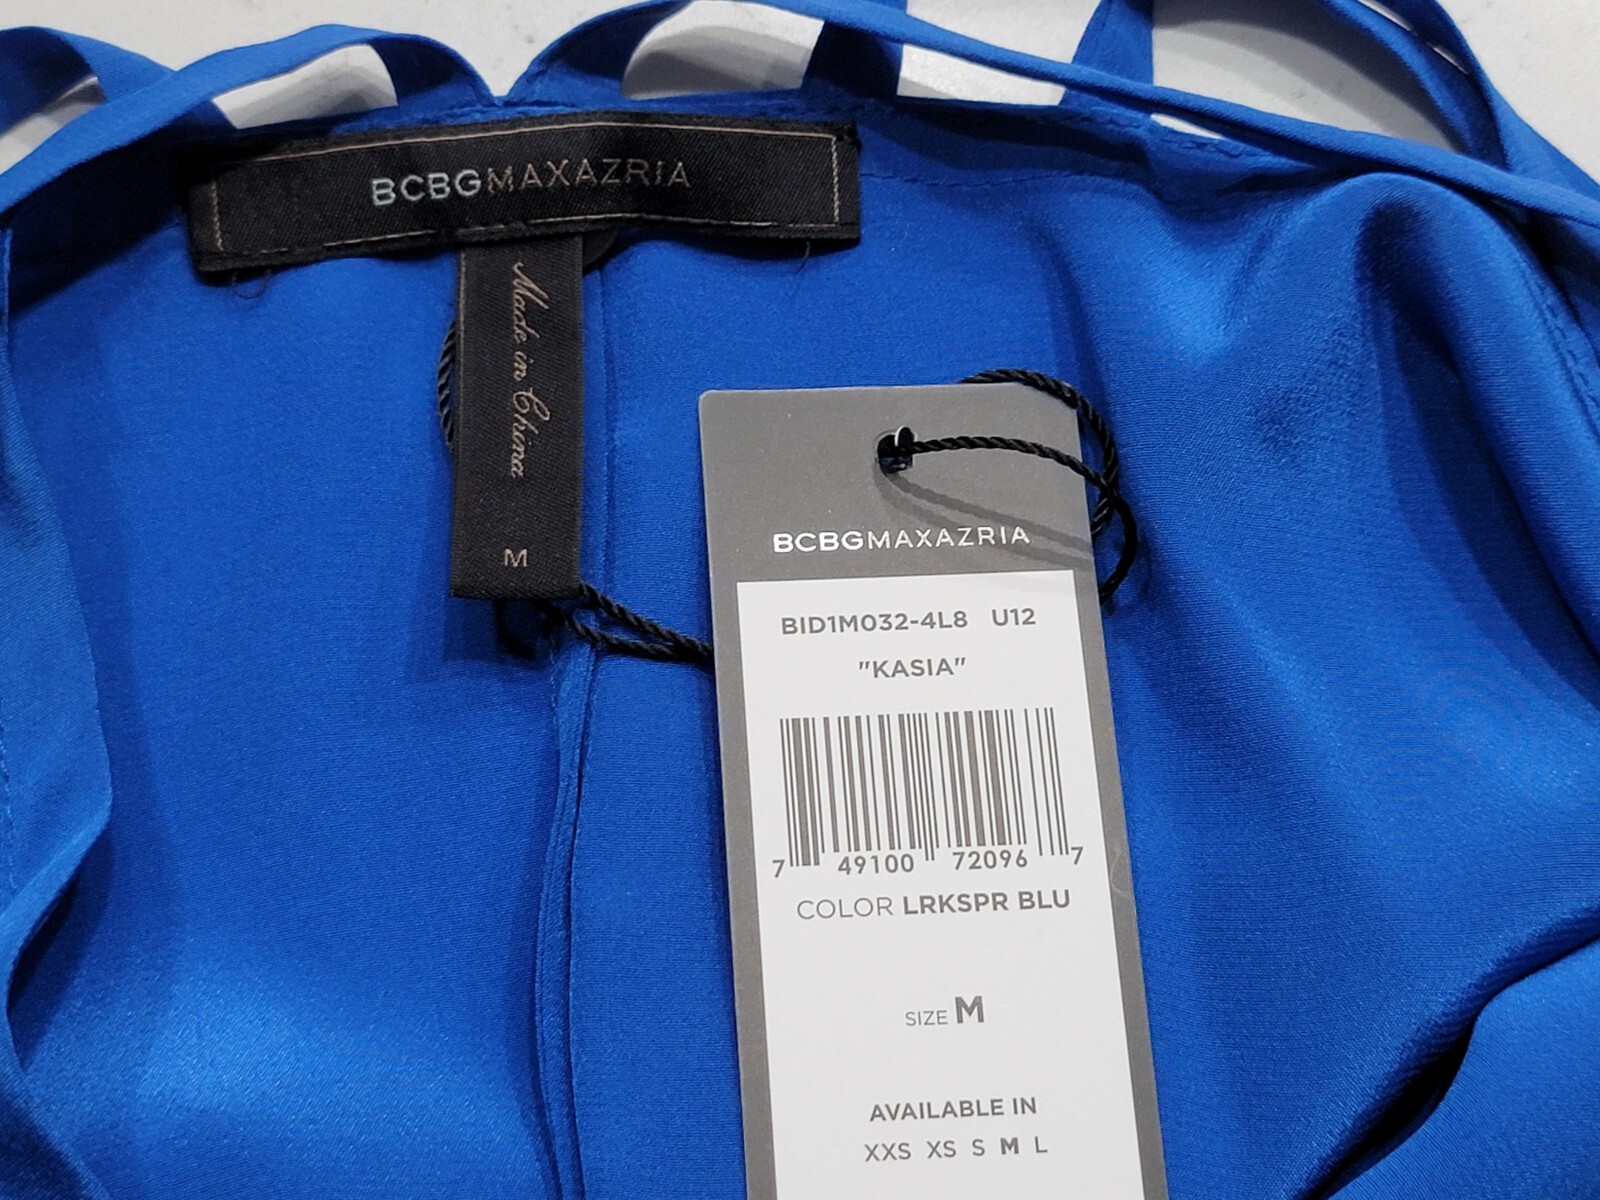 BCBGMAXAZRIA
Made in China
M
BCBGMAXAZRIA
BID1M032-4L8 U12
"KASIA"
7 49100 72096 7
COLOR LRKSPR BLU
SIZE M
AVAILABLE IN
XXS XS S M L